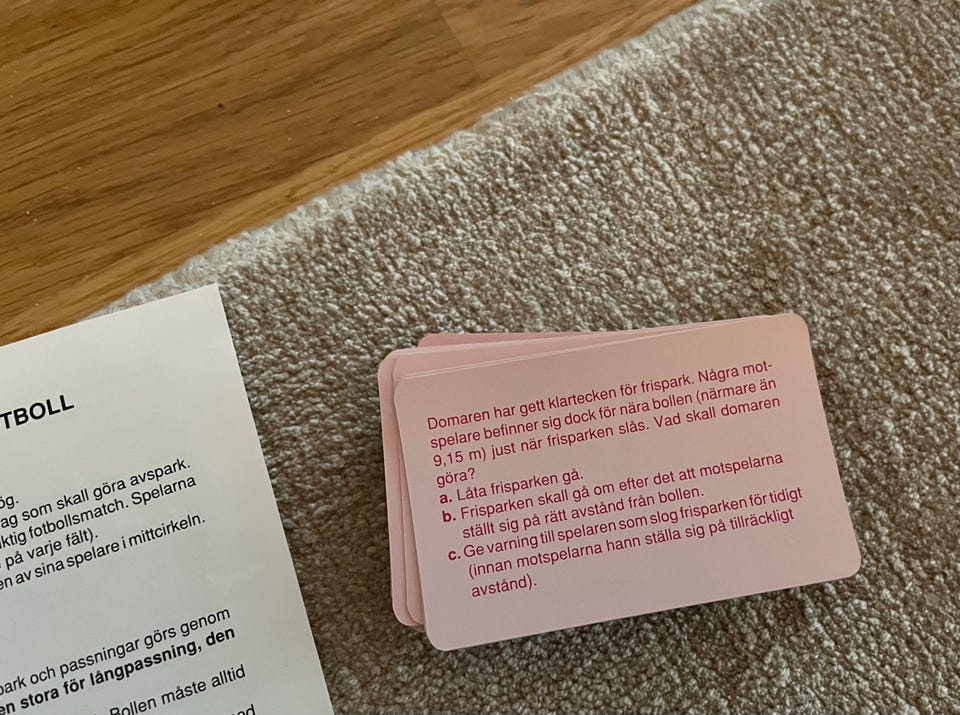 TBOLL
ög.
ag som skall göra avspark.
ktig fotbollsmatch. Spelarna
på varje fält).
en av sina spelare i mittcirkeln.
park och passningar görs genom
en stora för långpassning, den
Bollen måste alltid
Domaren har gett klartecken för frispark. Några mot-
spelare befinner sig dock för nära bollen (närmare än
9,15 m) just när frisparken slås. Vad skall domaren
göra?
a. Låta frisparken gå.
b. Frisparken skall gå om efter det att motspelarna
ställt sig på rätt avstånd från bollen.
c. Ge varning till spelaren som slog frisparken för tidigt
(innan motspelarna hann ställa sig på tillräckligt
avstånd).